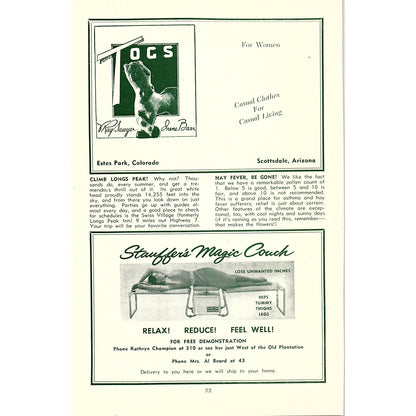 TOGS
For Women
Casual Clothes
For
Casual Living
Estes Park, Colorado
Scottsdale, Arizona
CLIMB LONGS PEAK! Why not? Thou-
sands do, every summer, and get a tre-
mendous thrill out of it. Its great white
head proudly stands 14,255 feet into the
sky, and from there you look down on just
everything. Parties go up with guides al-
most every day, and a good place to check
for schedules is the Swiss Village (formerly
Longs Peak Inn) 9 miles out Highway 7.
Your trip will be your favorite conversation
HAY FEVER, BE GONE! We like the fact
that we have a remarkable pollen count of
1. Below 5 is good, between 5 and 10 is
fair, and above 10 is not recommended.
This is a grand place for asthma and hay
fever sufferers; relief is just about certain.
Other features of the climate are except-
ional, too, with cool nights and sunny days
(if it's raining as you read this, remember—
that makes the flowers!)
Stauffer's Magic Couch
LOSE UNWANTED INCHES
HIPS
TUMMY
THIGHS
LEGS
RELAX! REDUCE! FEEL WELL!
FOR FREE DEMONSTRATION
Phone Kathryn Champion at 510 or see her just West of the Old Plantation
or
Phone Mrs. Al Beard at 43
Delivery to you here or we will ship to your home.
22